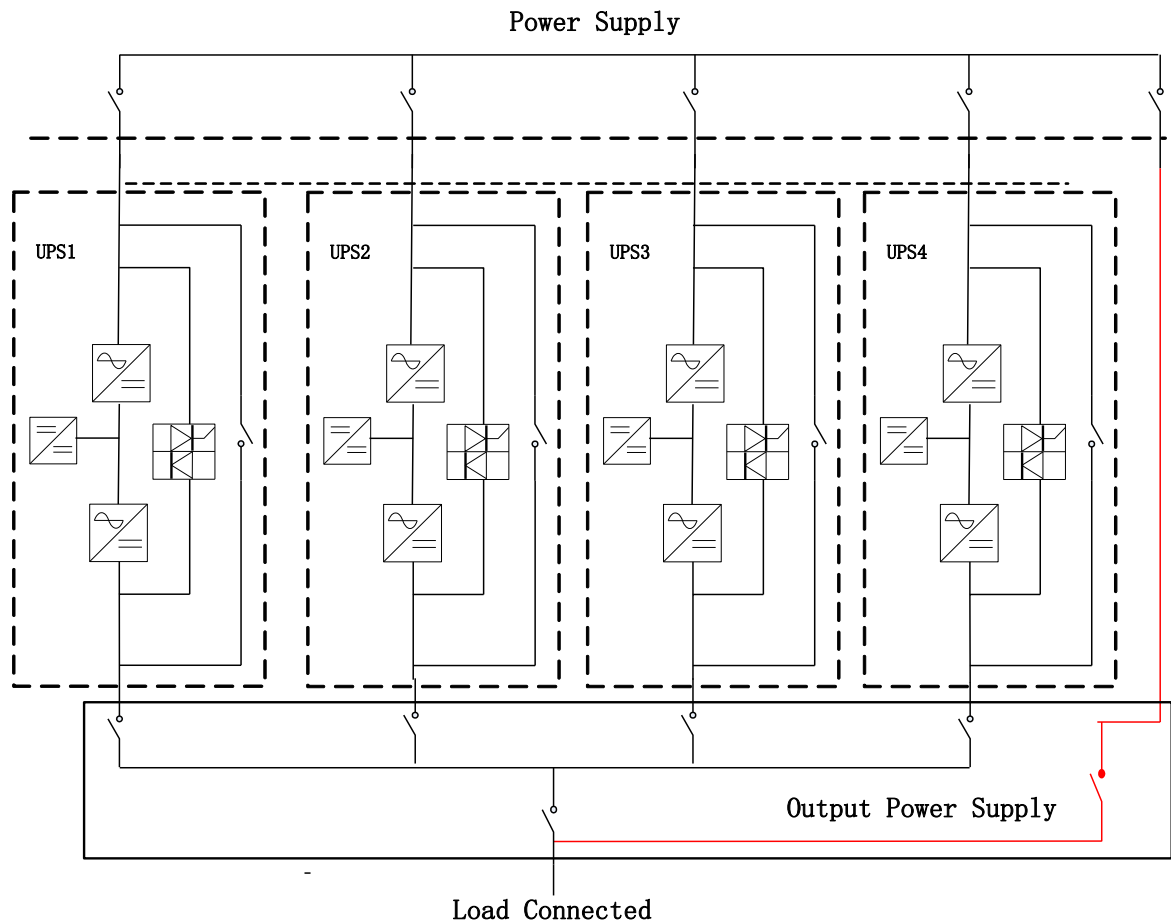 Power Supply
UPS1
UPS2
UPS3
UPS4
Output Power Supply
Load Connected